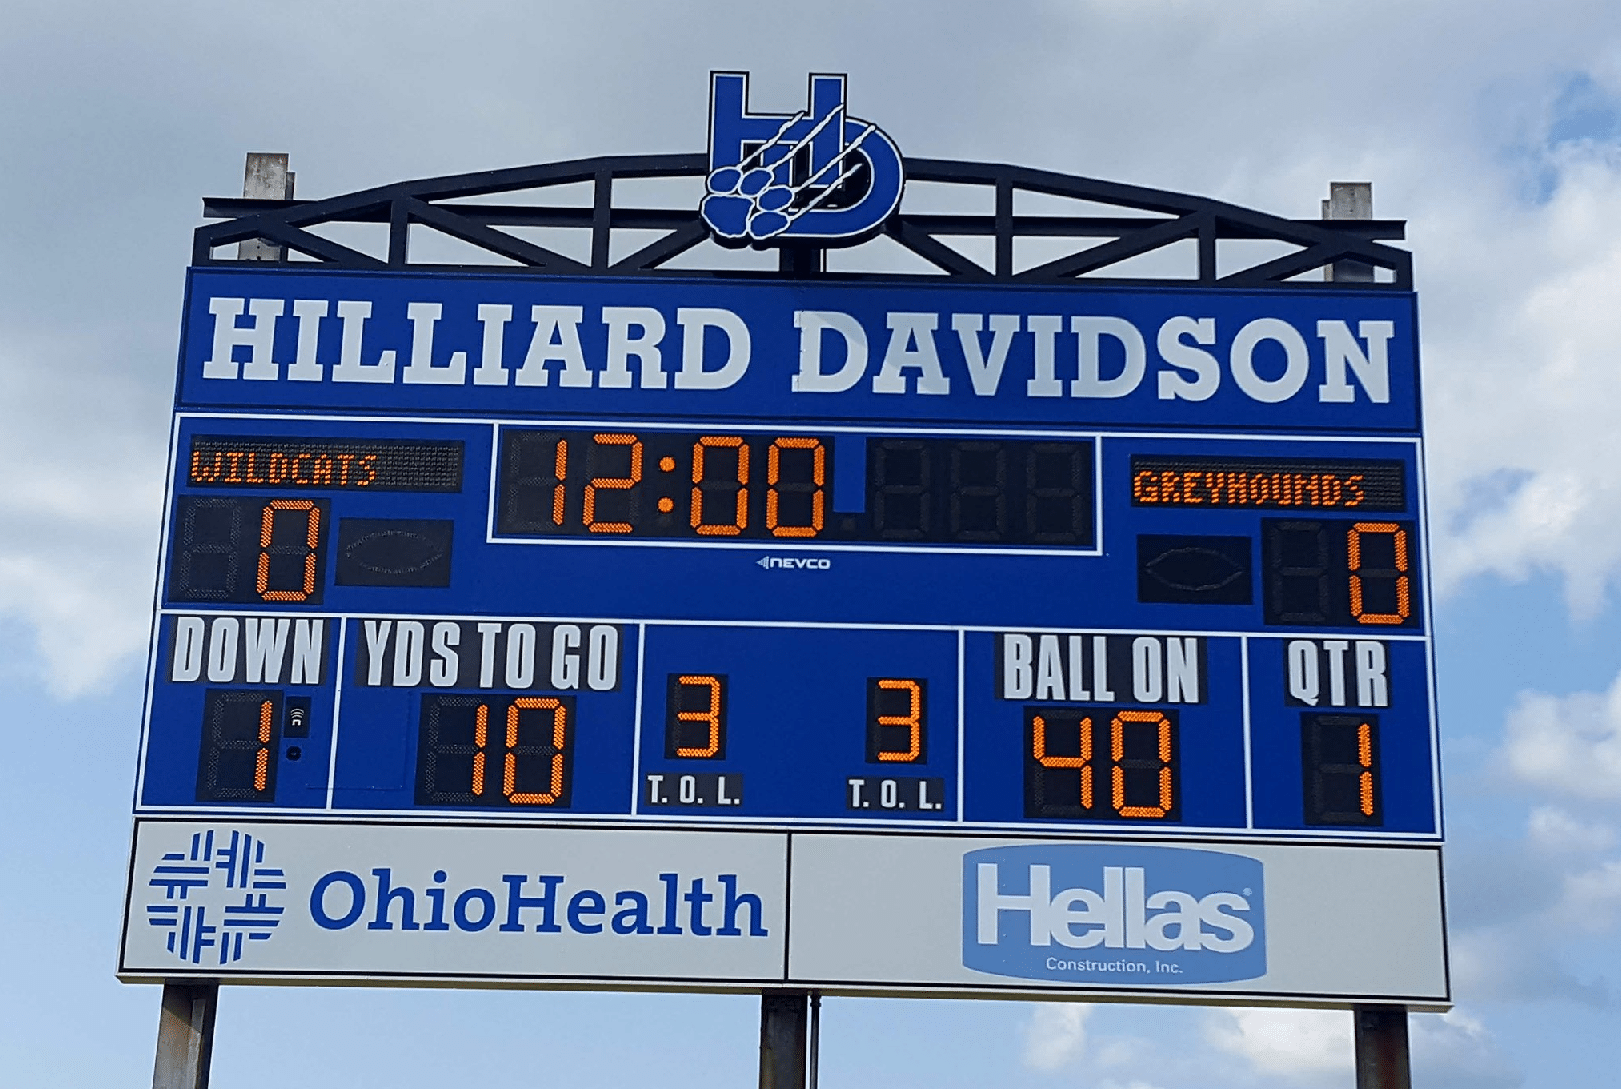 HD
HILLIARD DAVIDSON
WILDCATS
12:00
GREYHOUNDS
0
0
NEVCO
DOWN
YDS TO GO
BALL ON
QTR
1
10
3
3
40
1
T. O. L.
T. O. L.
OhioHealth
Hellas®
Construction, Inc.